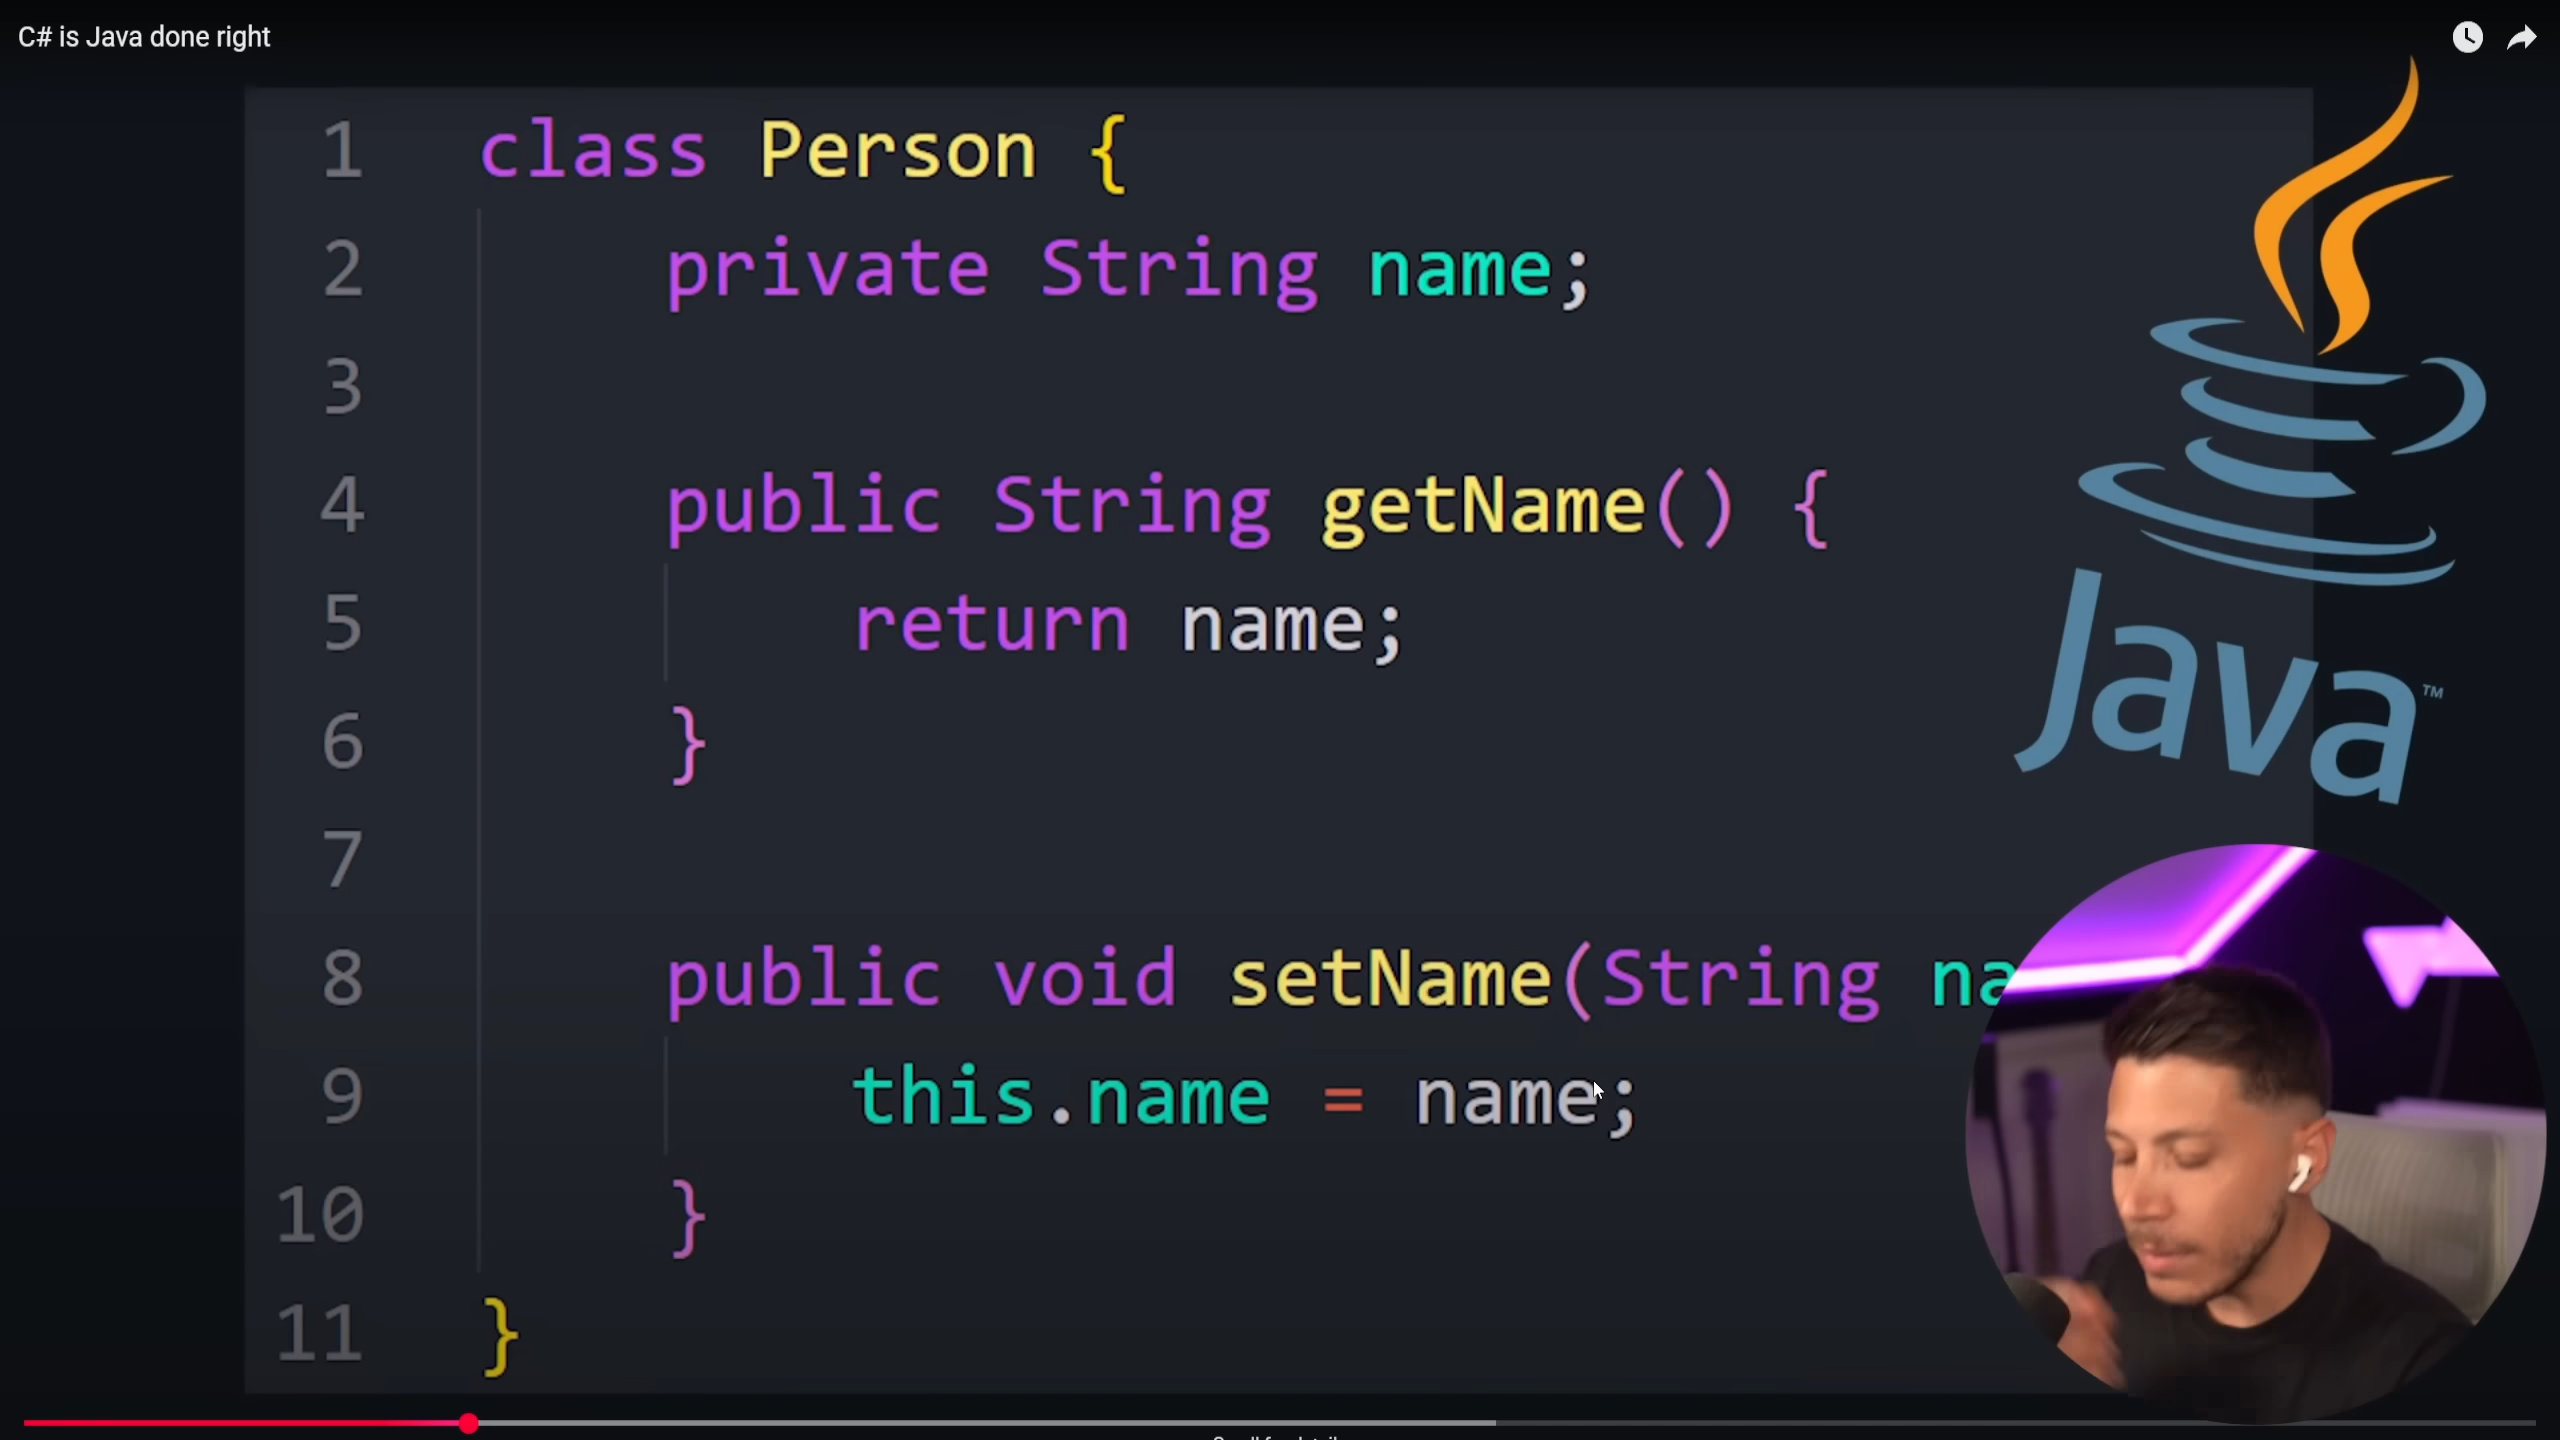 C# is Java done right
1 class Person {
2 private String name;
3
4 public String getName() {
5 return name;
6 }
7
8 public void setName(String na
9 this.name = name;
10 }
11 }
Java™